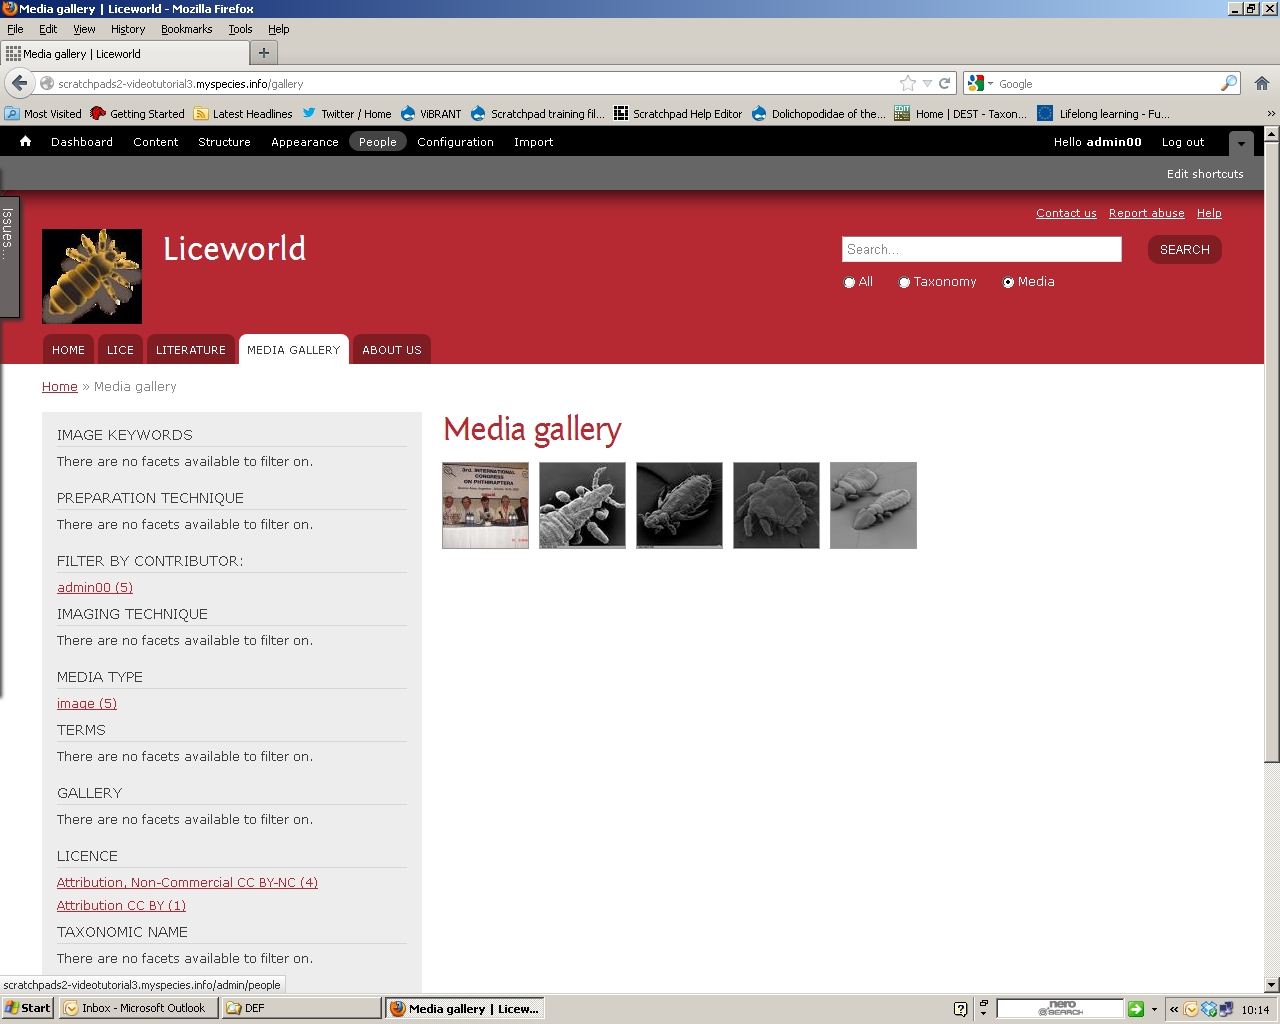 Media gallery | Liceworld - Mozilla Firefox
File Edit View History Bookmarks Tools Help
Media gallery | Liceworld
scratchpads2-videotutorial3.myspecies.info/gallery
Google
Most Visited Getting Started Latest Headlines Twitter / Home ViBRANT Scratchpad training fil... Scratchpad Help Editor Dolichopodidae of the... EDIT Home | DEST - Taxon... Lifelong learning - Fu...
Dashboard Content Structure Appearance People Configuration Import Hello admin00 Log out
Edit shortcuts
Issues...
Contact us Report abuse Help
Liceworld
Search...
SEARCH
All Taxonomy Media
HOME LICE LITERATURE MEDIA GALLERY ABOUT US
Home » Media gallery
Media gallery
3rd. INTERNATIONAL
CONGRESS
ON PHTHIRAPTERA
IMAGE KEYWORDS
There are no facets available to filter on.
PREPARATION TECHNIQUE
There are no facets available to filter on.
FILTER BY CONTRIBUTOR:
admin00 (5)
IMAGING TECHNIQUE
There are no facets available to filter on.
MEDIA TYPE
image (5)
TERMS
There are no facets available to filter on.
GALLERY
There are no facets available to filter on.
LICENCE
Attribution, Non-Commercial CC BY-NC (4)
Attribution CC BY (1)
TAXONOMIC NAME
There are no facets available to filter on.
scratchpads2-videotutorial3.myspecies.info/admin/people
Start Inbox - Microsoft Outlook DEF Media gallery | Licew... nero SEARCH 10:14